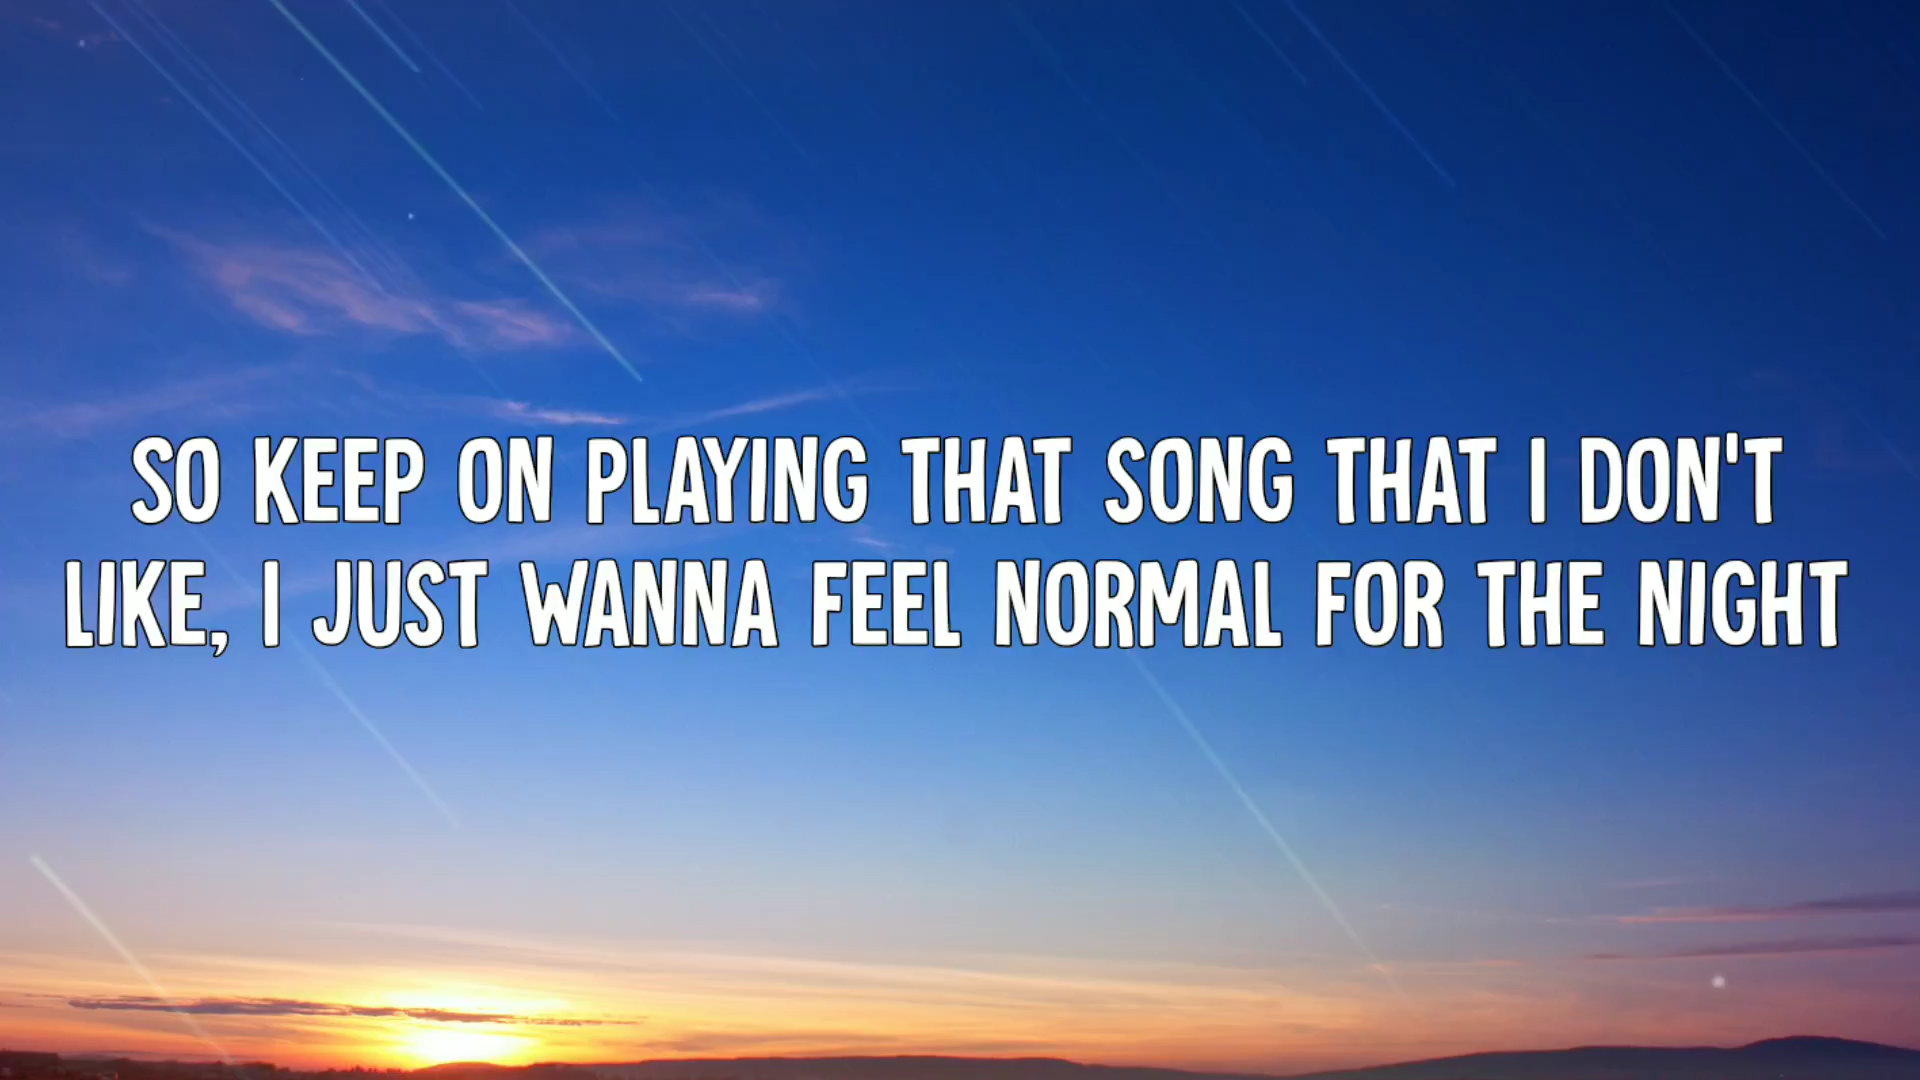 SO KEEP ON PLAYING THAT SONG THAT I DON'T
LIKE, I JUST WANNA FEEL NORMAL FOR THE NIGHT